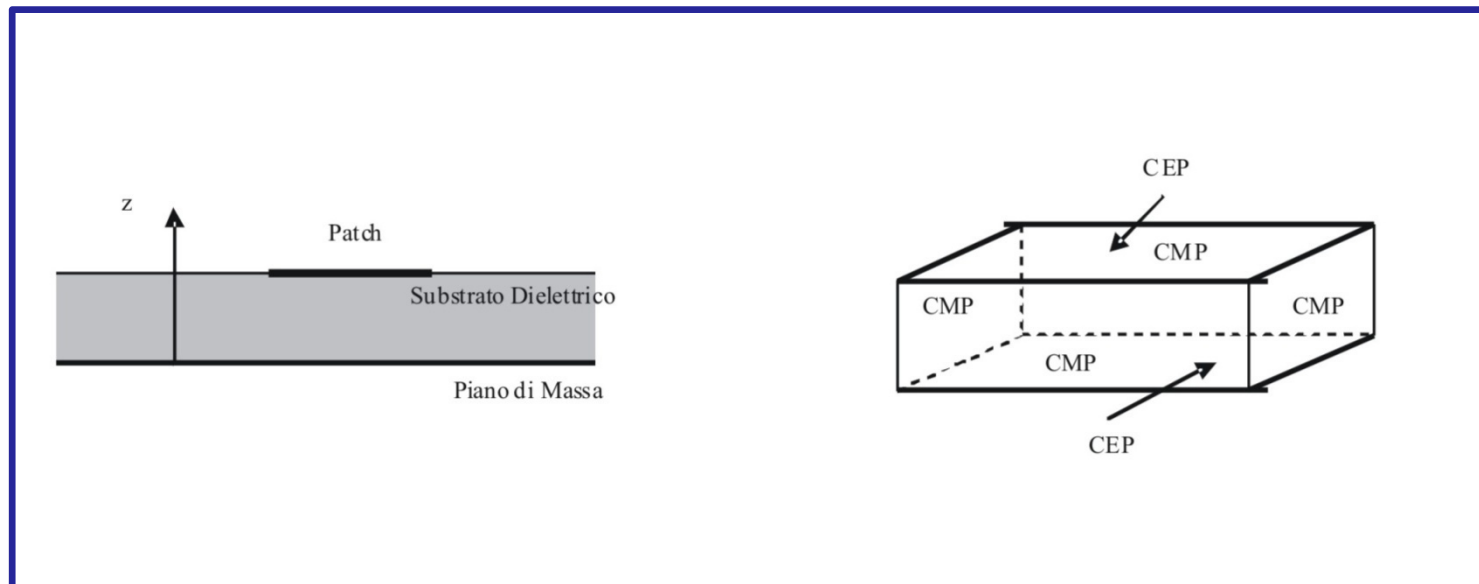 z
Patch
Substrato Dielettrico
Piano di Massa
CEP
CMP
CMP
CMP
CMP
CEP